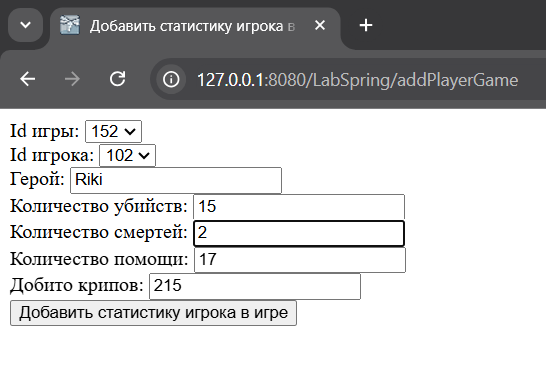 Добавить статистику игрока в
127.0.0.1:8080/LabSpring/addPlayerGame
Id игры: 152
Id игрока: 102
Герой: Riki
Количество убийств: 15
Количество смертей: 2
Количество помощи: 17
Добито крипов: 215
Добавить статистику игрока в игре